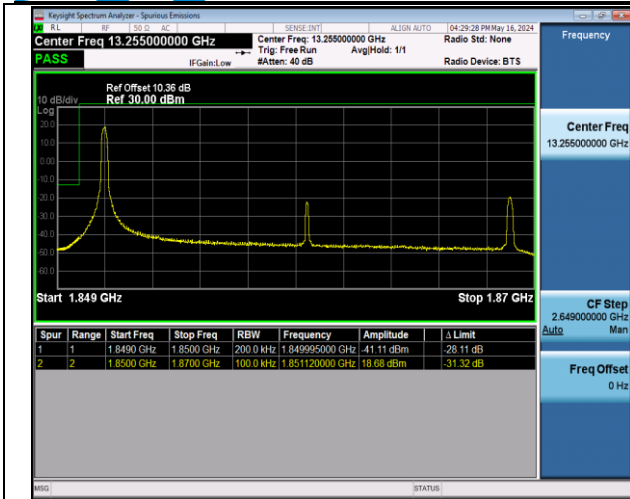 Keysight Spectrum Analyzer - Spurious Emissions
RL RF 50 Ω AC SENSE:INT ALIGN AUTO 04:29:28 PM May 16, 2024
Center Freq 13.255000000 GHz
Center Freq: 13.255000000 GHz
Radio Std: None
Trig: Free Run Avg|Hold: 1/1
PASS IFGain:Low #Atten: 40 dB Radio Device: BTS
Frequency
Ref Offset 10.36 dB
10 dB/div Ref 30.00 dBm
Log
20.0
10.0
0.00
-10.0
-20.0
-30.0
-40.0
-50.0
-60.0
Start 1.849 GHz Stop 1.87 GHz
Center Freq
13.255000000 GHz
CF Step
2.649000000 GHz
Auto Man
Freq Offset
0 Hz
Spur Range Start Freq Stop Freq RBW Frequency Amplitude Δ Limit
1 1 1.8490 GHz 1.8500 GHz 200.0 kHz 1.849995000 GHz -41.11 dBm -28.11 dB
2 2 1.8500 GHz 1.8700 GHz 100.0 kHz 1.851120000 GHz 18.68 dBm -31.32 dB
MSG STATUS